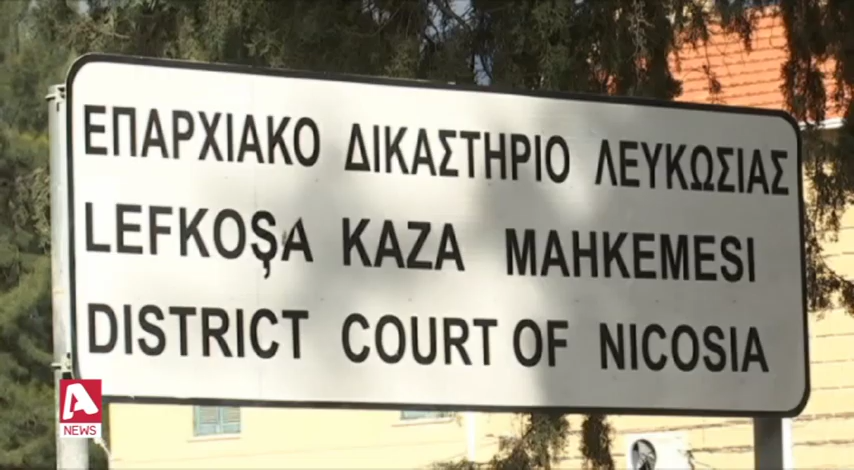 ΕΠΑΡΧΙΑΚΟ ΔΙΚΑΣΤΗΡΙΟ ΛΕΥΚΩΣΙΑΣ
LEFKOŞA KAZA MAHKEMESI
DISTRICT COURT OF NICOSIA
A
NEWS